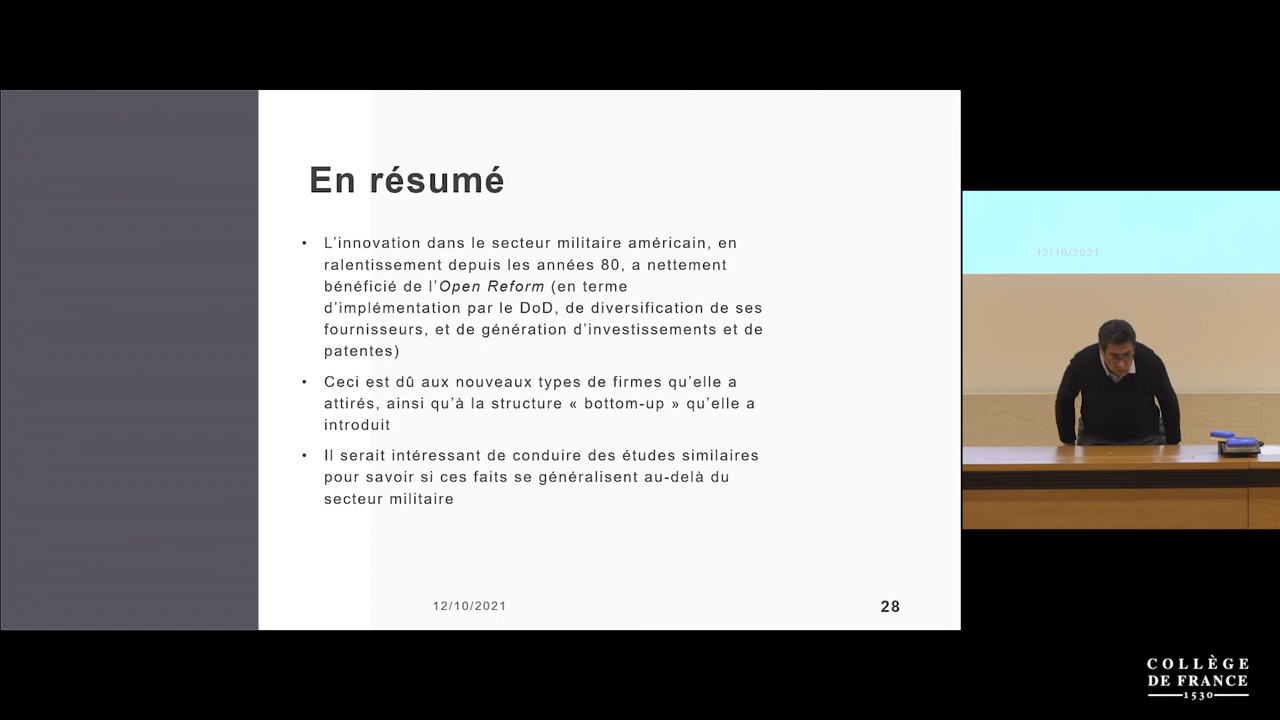 En résumé
• L'innovation dans le secteur militaire américain, en
ralentissement depuis les années 80, a nettement
bénéficié de l'Open Reform (en terme
d'implémentation par le DoD, de diversification de ses
fournisseurs, et de génération d'investissements et de
patentes)
• Ceci est dû aux nouveaux types de firmes qu'elle a
attirés, ainsi qu'à la structure « bottom-up » qu'elle a
introduit
• Il serait intéressant de conduire des études similaires
pour savoir si ces faits se généralisent au-delà du
secteur militaire
12/10/2021
28
12/10/2021
COLLÈGE
DE FRANCE
1530